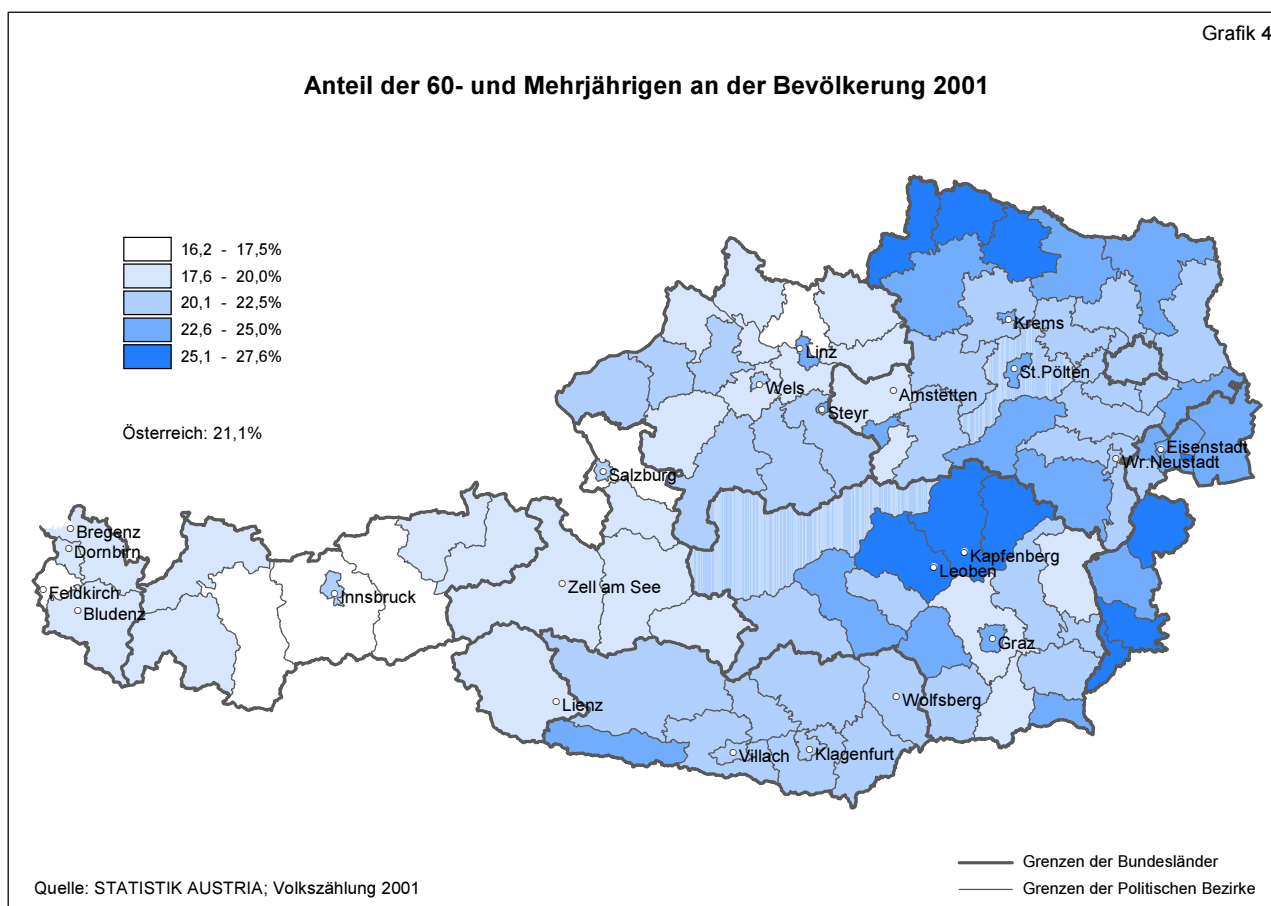 Grafik 4
Anteil der 60- und Mehrjährigen an der Bevölkerung 2001
16,2 - 17,5%
17,6 - 20,0%
20,1 - 22,5%
22,6 - 25,0%
25,1 - 27,6%
Österreich: 21,1%
Krems
Linz
St.Pölten
Wels
Amstetten
Steyr
Eisenstadt
Wr.Neustadt
Salzburg
Bregenz
Dornbirn
Kapfenberg
Leoben
Feldkirch
Zell am See
Innsbruck
Bludenz
Graz
Wolfsberg
Lienz
Villach
Klagenfurt
Grenzen der Bundesländer
Quelle: STATISTIK AUSTRIA; Volkszählung 2001
Grenzen der Politischen Bezirke